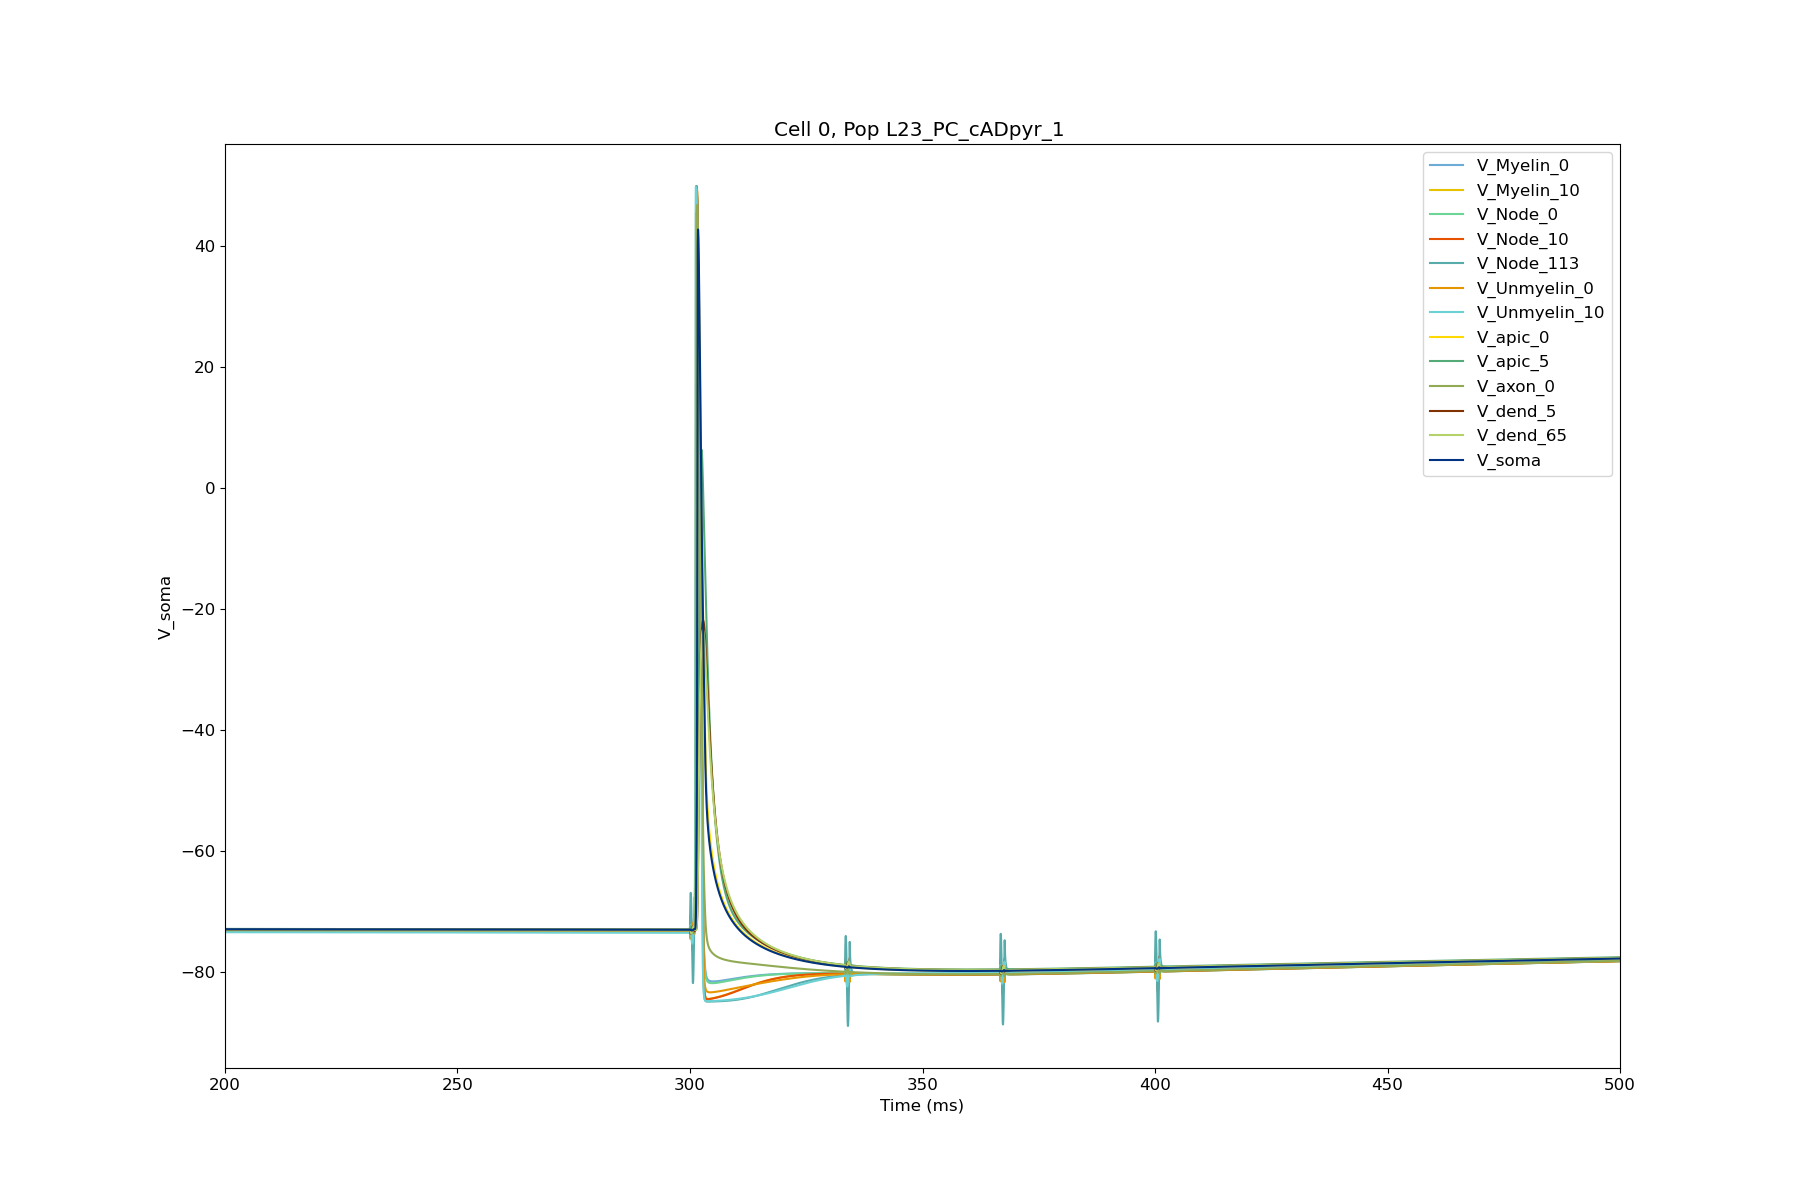 Cell 0, Pop L23_PC_cADpyr_1
V_Myelin_0
V_Myelin_10
V_Node_0
V_Node_10
V_Node_113
V_Unmyelin_0
V_Unmyelin_10
V_apic_0
V_apic_5
V_axon_0
V_dend_5
V_dend_65
V_soma
40
20
0
−20
−40
−60
−80
V_soma
200
250
300
350
400
450
500
Time (ms)